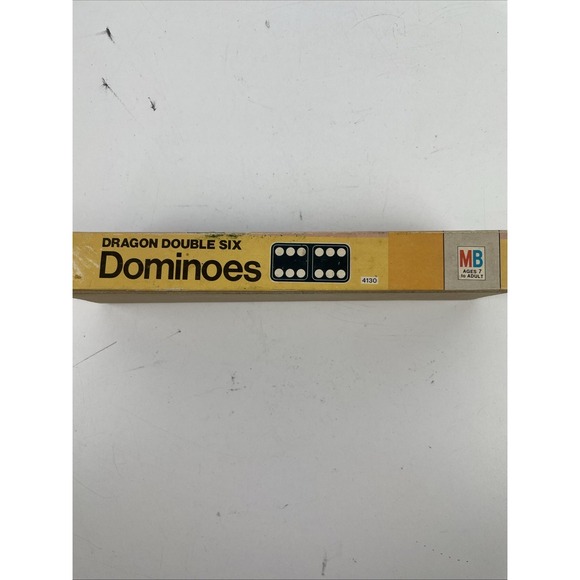 DRAGON DOUBLE SIX
Dominoes
4130
MB
AGES 7
to ADULT